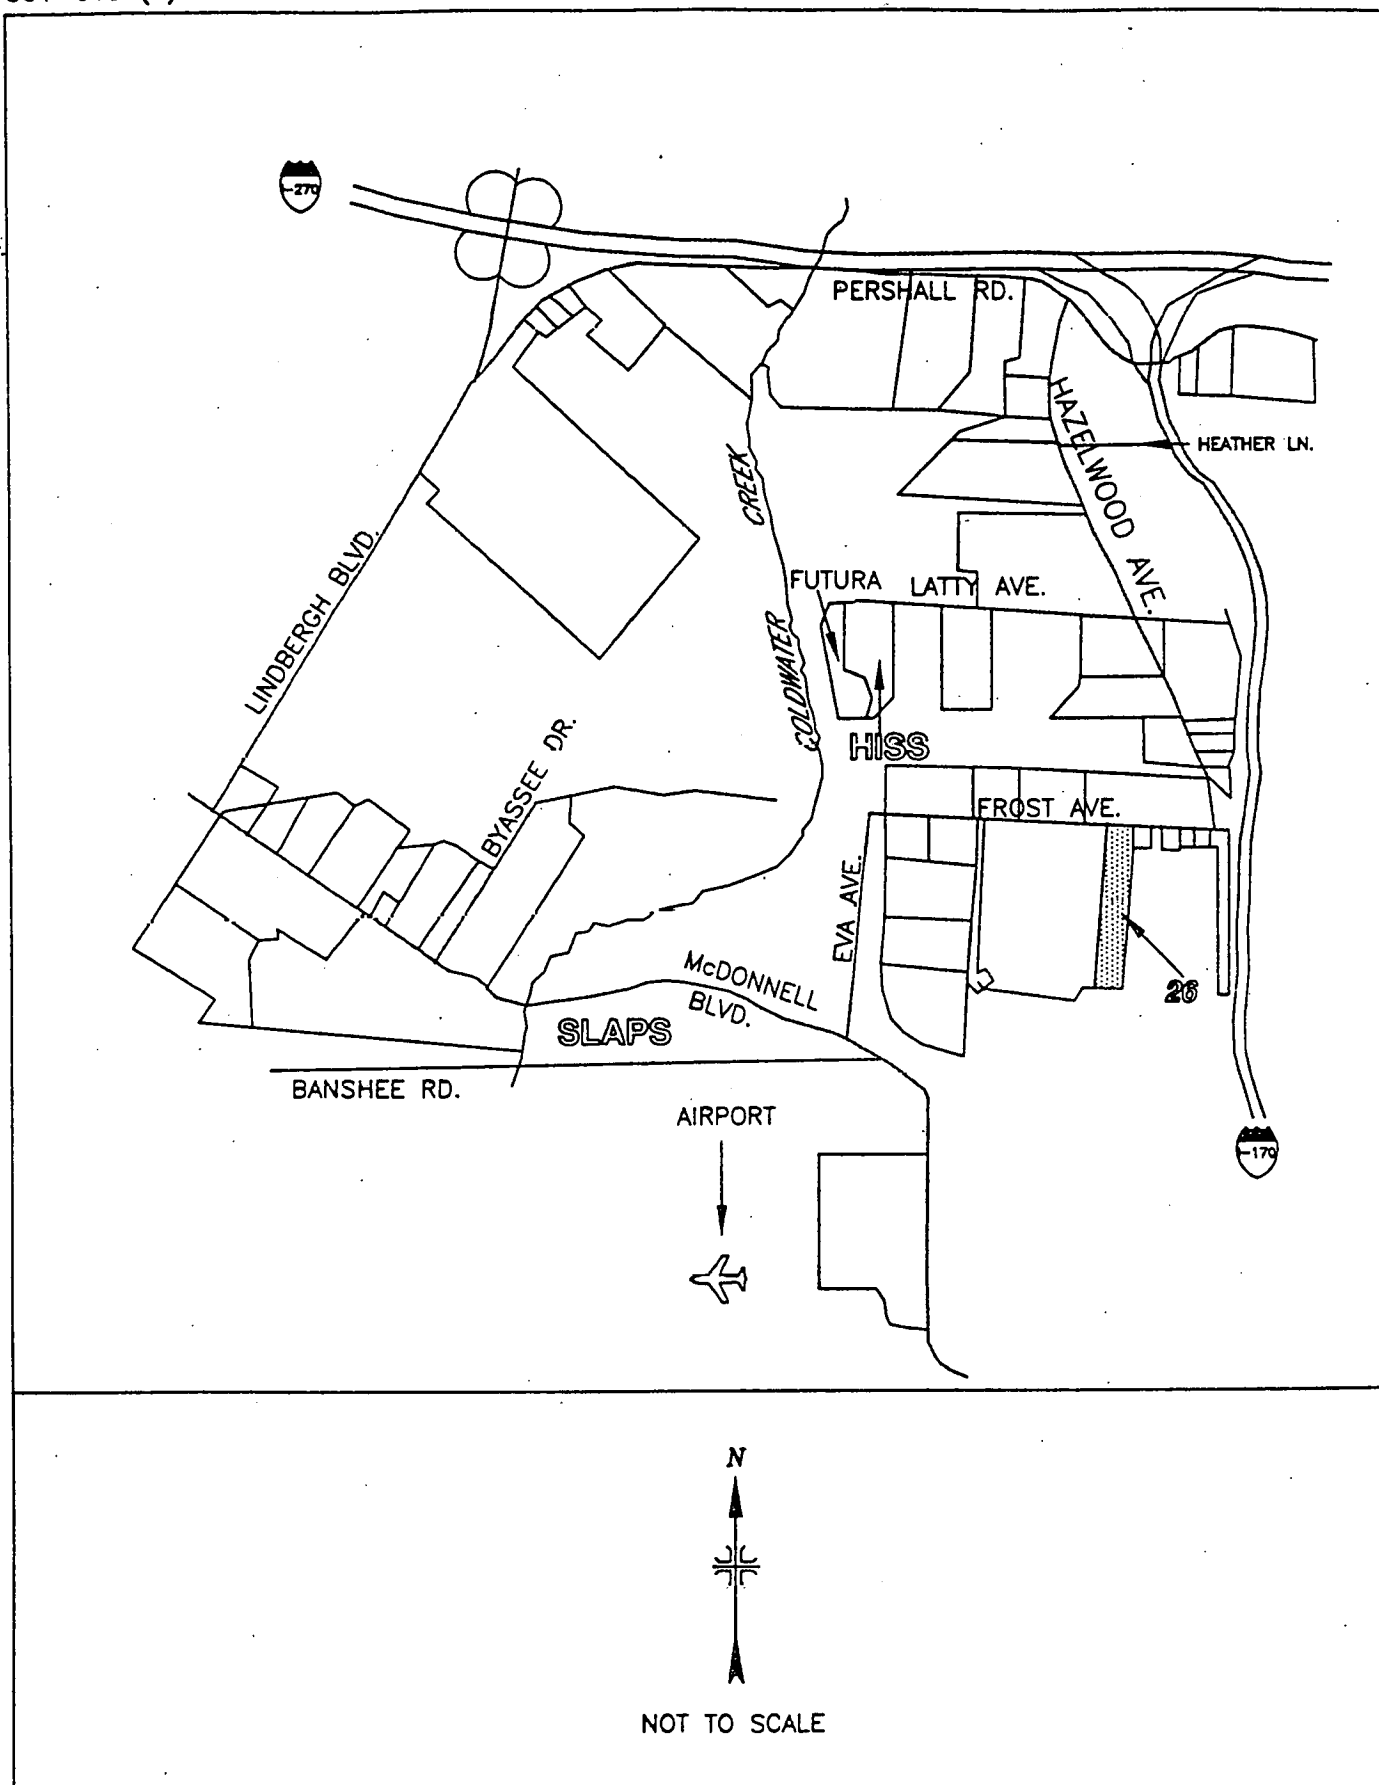 I-270
PERSHALL RD.
HAZELWOOD AVE.
HEATHER LN.
CREEK
COLDWATER
LINDBERGH BLVD.
FUTURA
LATTY AVE.
HISS
BYASSEE DR.
FROST AVE.
EVA AVE.
26
McDONNELL
BLVD.
SLAPS
BANSHEE RD.
AIRPORT
I-170
N
NOT TO SCALE